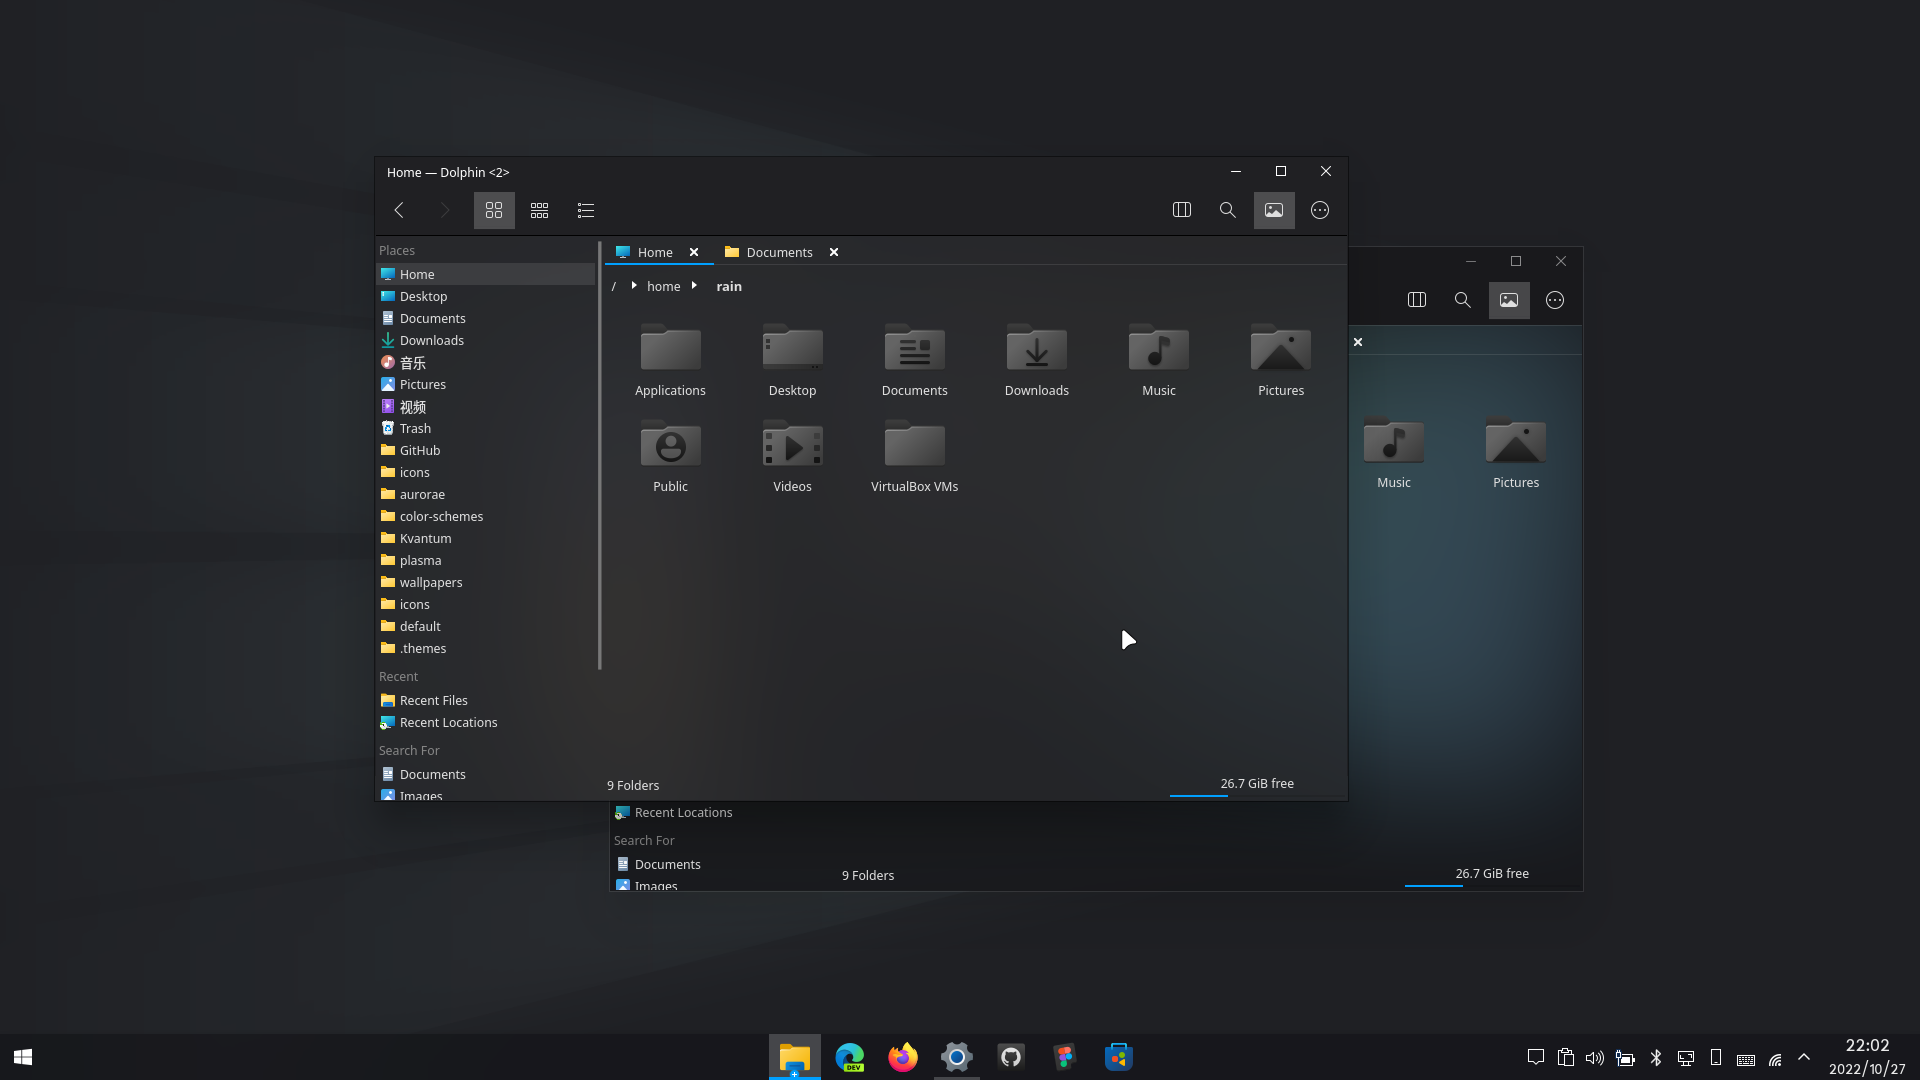 Home — Dolphin <2>
Places
Home
Desktop
Documents
Downloads
音乐
Pictures
视频
Trash
GitHub
icons
aurorae
color-schemes
Kvantum
plasma
wallpapers
icons
default
.themes
Recent
Recent Files
Recent Locations
Search For
Documents
Images
Home
Documents
/ home rain
Applications Desktop Documents Downloads Music Pictures
Public Videos VirtualBox VMs
9 Folders 26.7 GiB free
Music Pictures
Recent Locations
Search For
Documents
Images
9 Folders 26.7 GiB free
DEV
22:02
2022/10/27